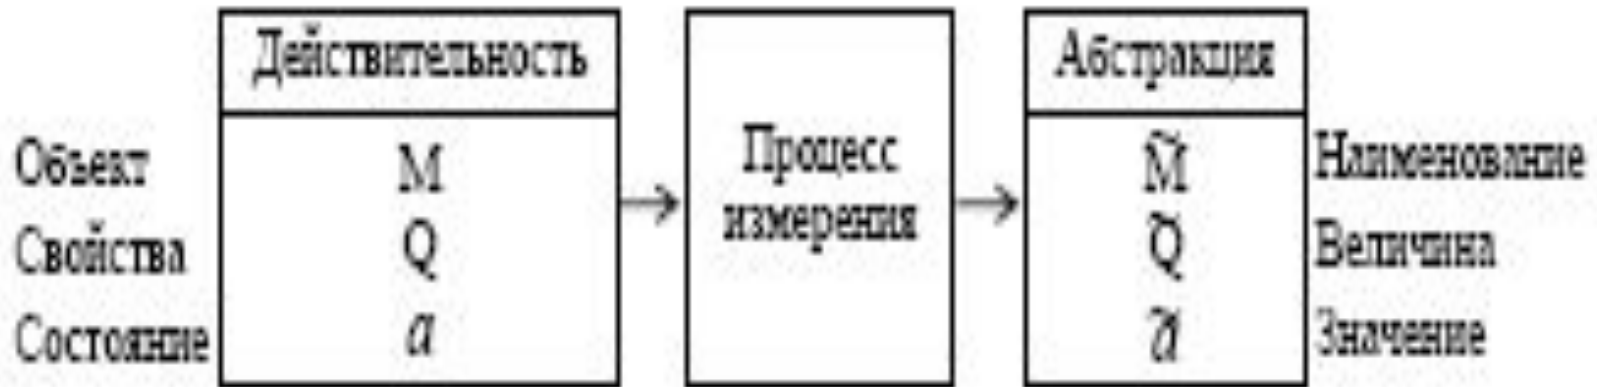 Действительность
Абстракция
Объект M Процесс M̃ Наименование
Свойства Q измерения Q̃ Величина
Состояние a ã Значение